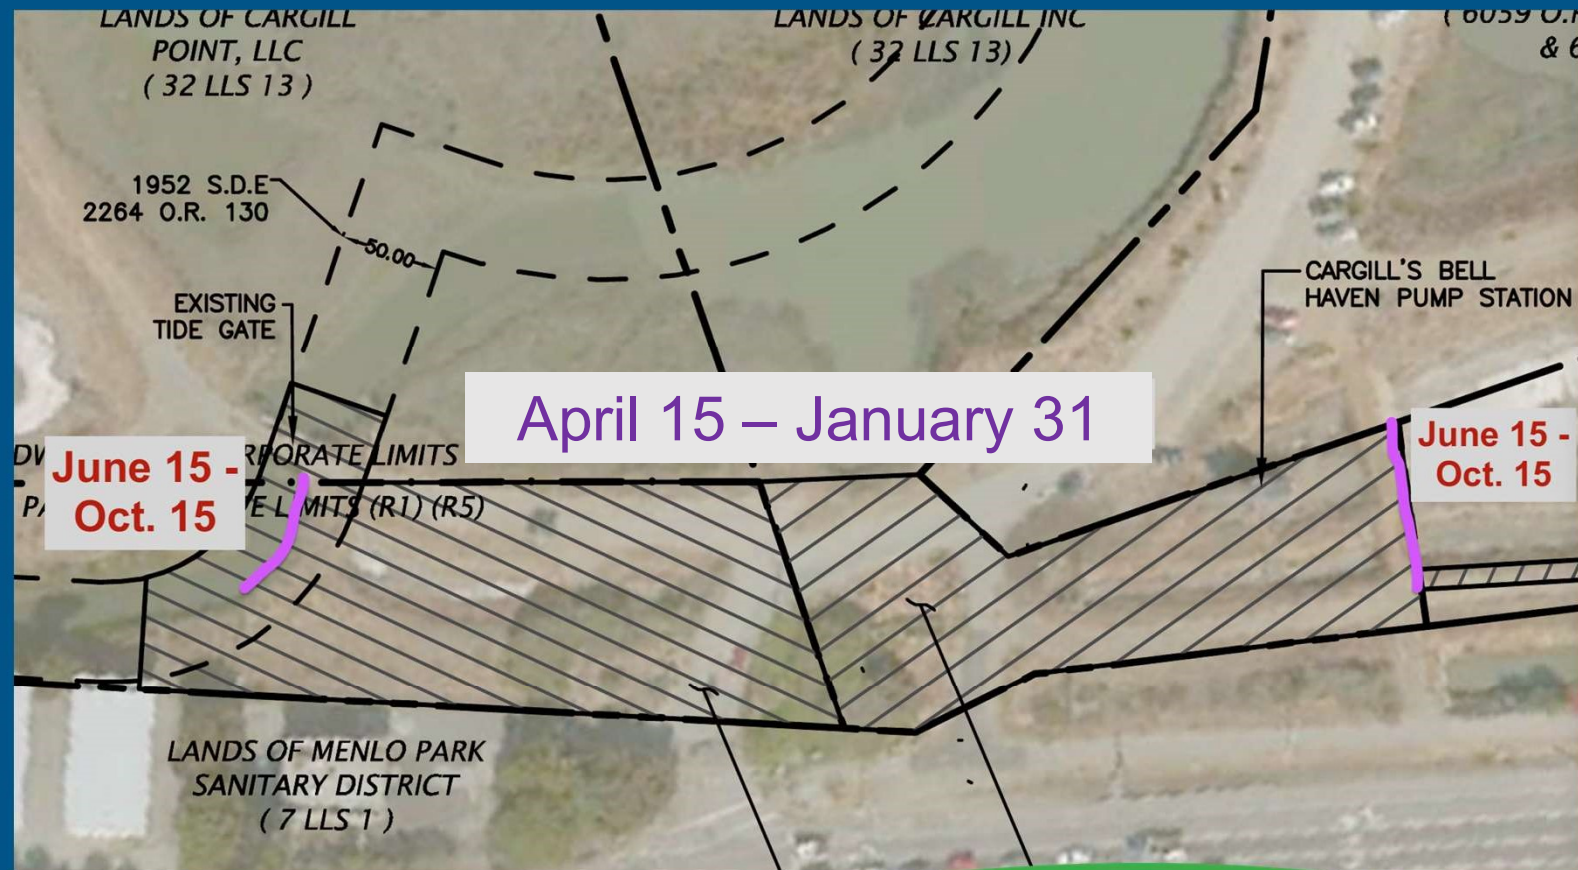 LANDS OF CARGILL
POINT, LLC
( 32 LLS 13 )
LANDS OF CARGILL INC
( 32 LLS 13)
( 6059 O.R
& 6
1952 S.D.E
2264 O.R. 130
50.00
EXISTING
TIDE GATE
CARGILL'S BELL
HAVEN PUMP STATION
April 15 – January 31
June 15 -
Oct. 15
RPORATE LIMITS
E LIMITS (R1) (R5)
June 15 -
Oct. 15
LANDS OF MENLO PARK
SANITARY DISTRICT
( 7 LLS 1 )